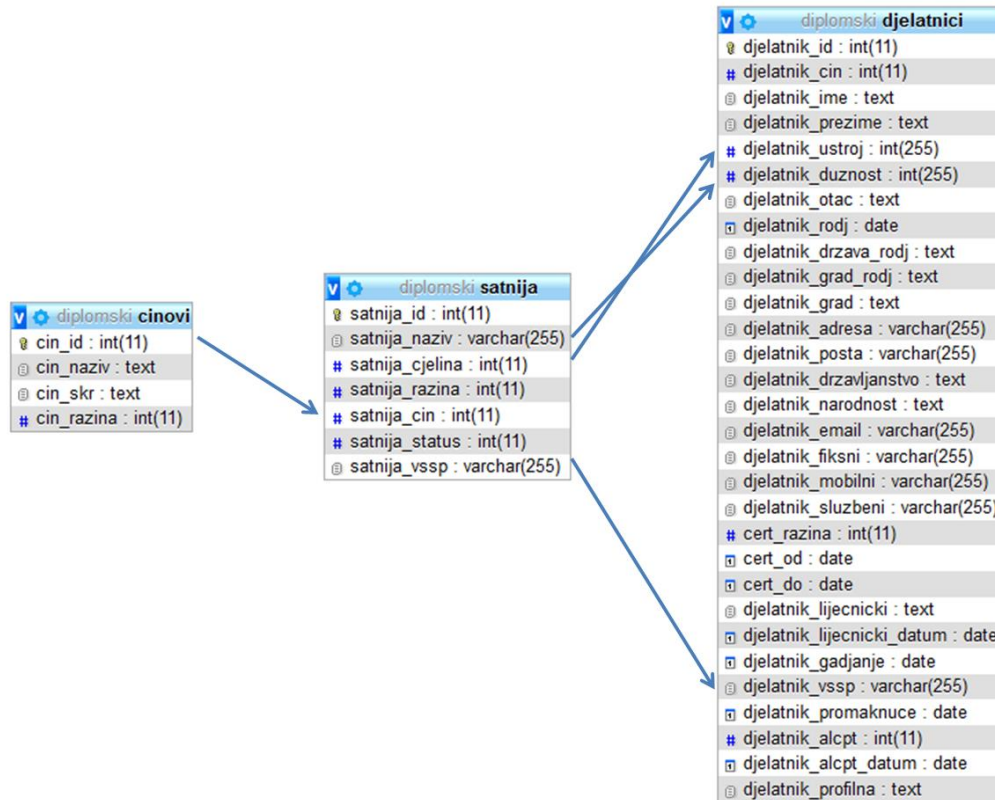 diplomski cinovi
cin_id : int(11)
cin_naziv : text
cin_skr : text
cin_razina : int(11)
diplomski satnija
satnija_id : int(11)
satnija_naziv : varchar(255)
satnija_cjelina : int(11)
satnija_razina : int(11)
satnija_cin : int(11)
satnija_status : int(11)
satnija_vssp : varchar(255)
diplomski djelatnici
djelatnik_id : int(11)
djelatnik_cin : int(11)
djelatnik_ime : text
djelatnik_prezime : text
djelatnik_ustroj : int(255)
djelatnik_duznost : int(255)
djelatnik_otac : text
djelatnik_rodj : date
djelatnik_drzava_rodj : text
djelatnik_grad_rodj : text
djelatnik_grad : text
djelatnik_adresa : varchar(255)
djelatnik_posta : varchar(255)
djelatnik_drzavljanstvo : text
djelatnik_narodnost : text
djelatnik_email : varchar(255)
djelatnik_fiksni : varchar(255)
djelatnik_mobilni : varchar(255)
djelatnik_sluzbeni : varchar(255)
cert_razina : int(11)
cert_od : date
cert_do : date
djelatnik_lijecnicki : text
djelatnik_lijecnicki_datum : date
djelatnik_gadjanje : date
djelatnik_vssp : varchar(255)
djelatnik_promaknuce : date
djelatnik_alcpt : int(11)
djelatnik_alcpt_datum : date
djelatnik_profilna : text